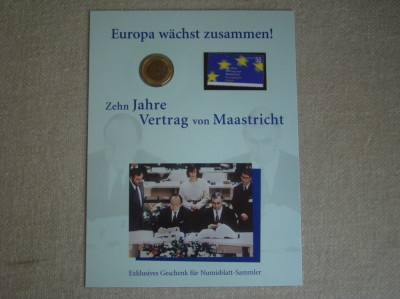 Europa wächst zusammen!
Zehn Jahre
Vertrag von Maastricht
Exklusives Geschenk für Numisblatt-Sammler